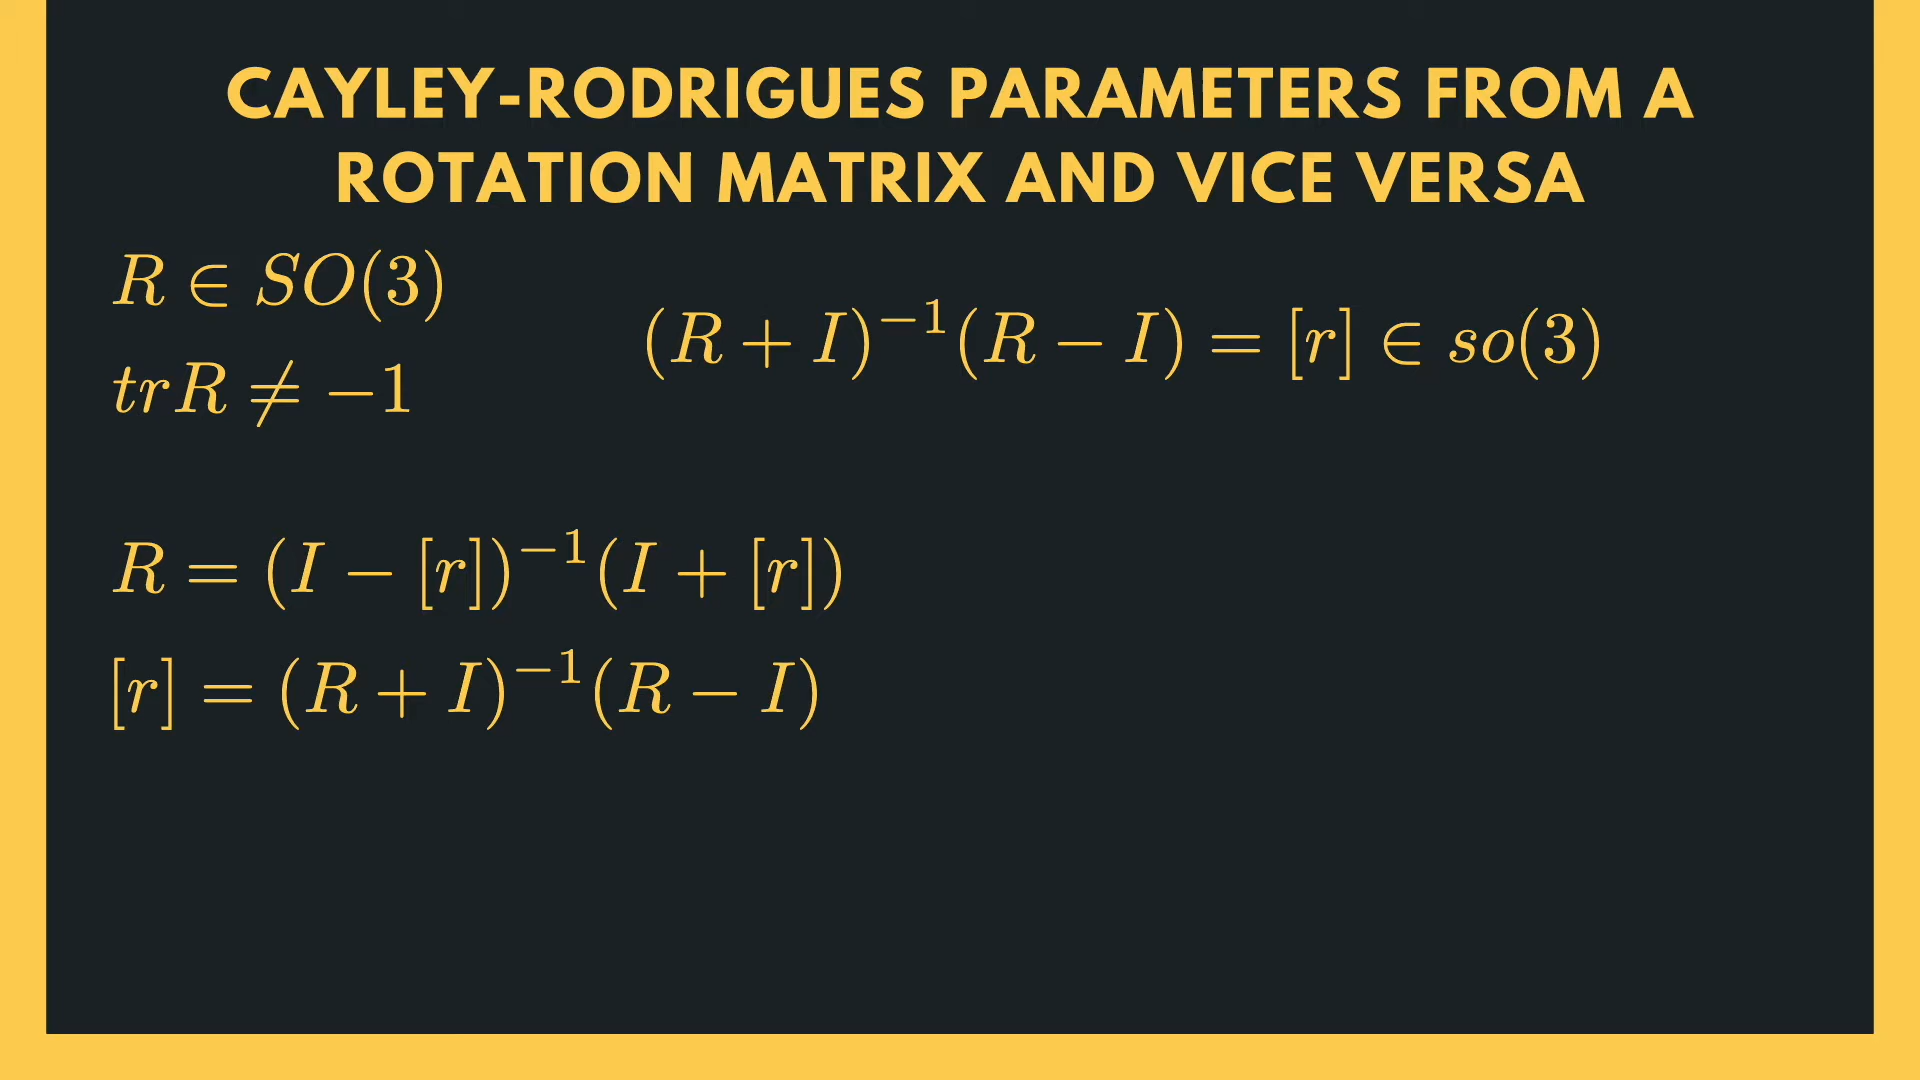 CAYLEY-RODRIGUES PARAMETERS FROM A
ROTATION MATRIX AND VICE VERSA
R ∈ SO(3)
(R + I)⁻¹(R − I) = [r] ∈ so(3)
trR ≠ −1
R = (I − [r])⁻¹(I + [r])
[r] = (R + I)⁻¹(R − I)